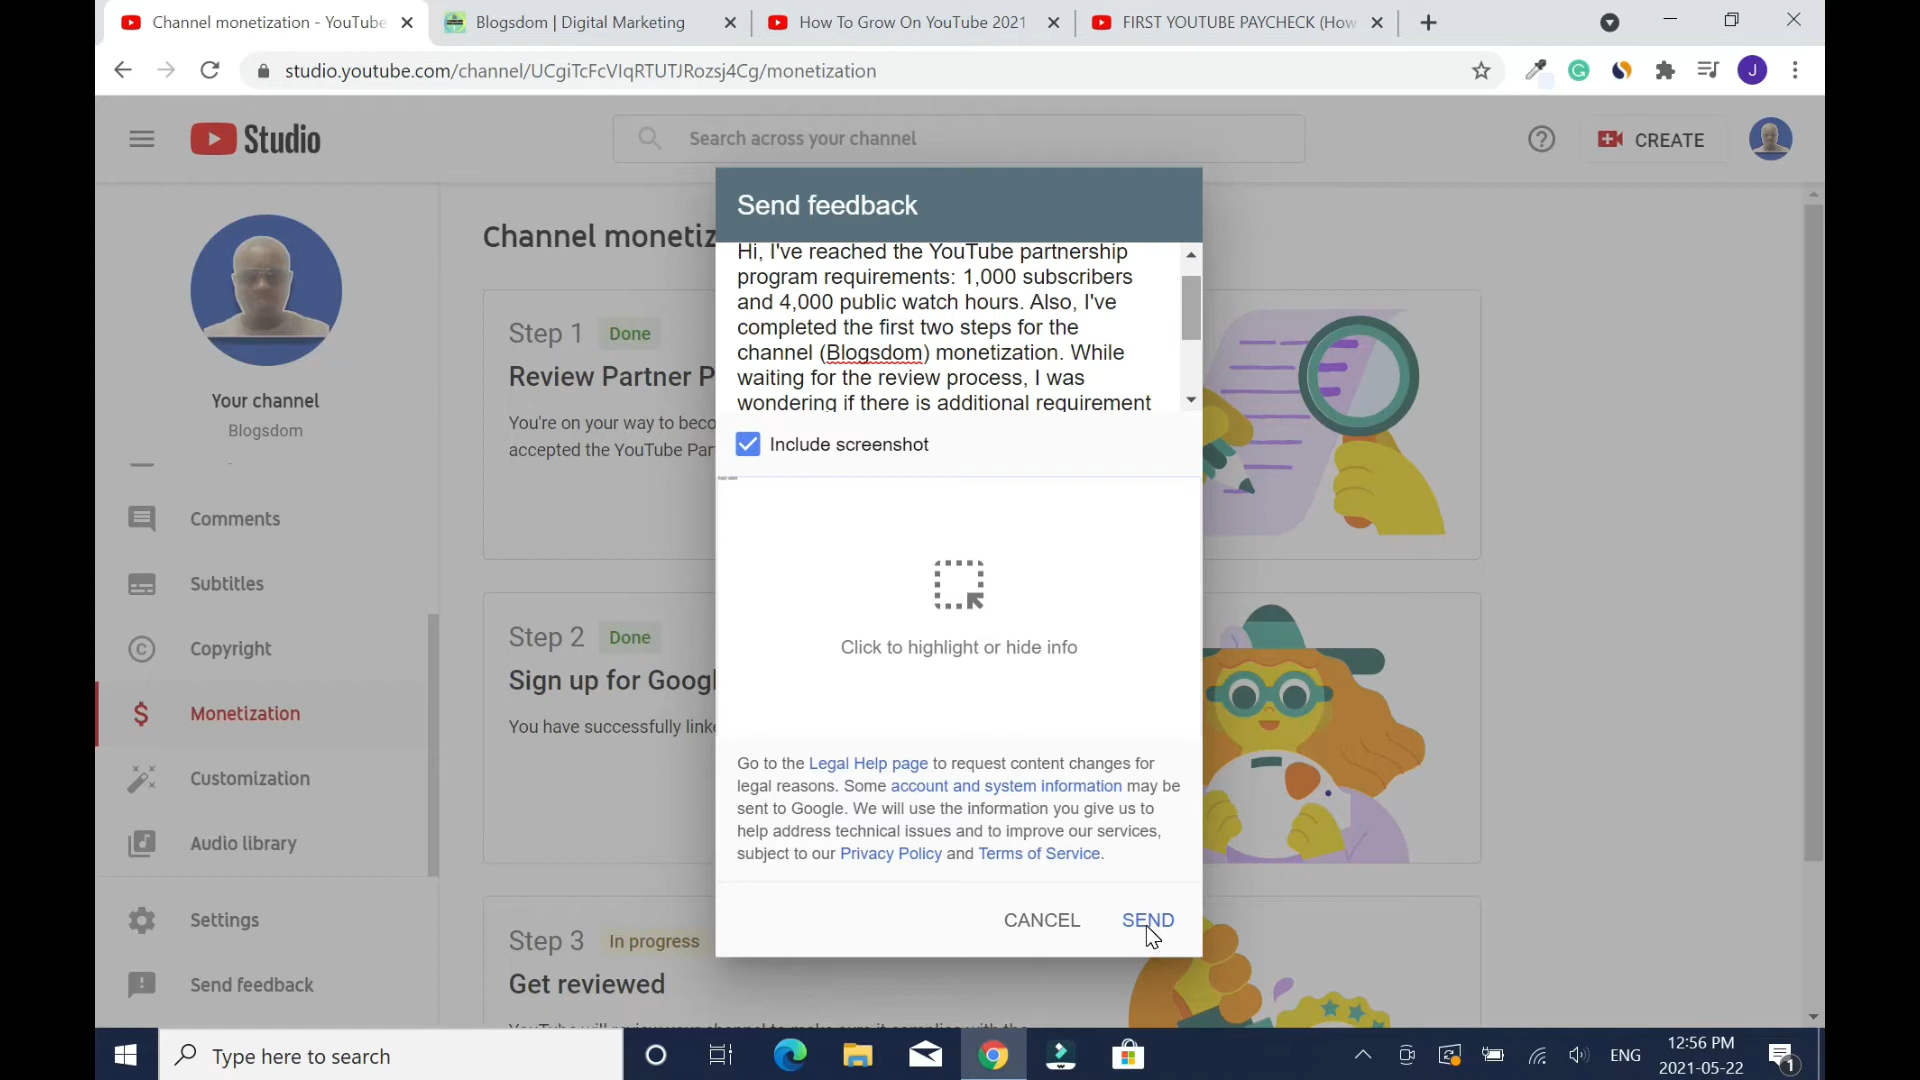 Channel monetization - YouTube
Blogsdom | Digital Marketing
How To Grow On YouTube 2021
FIRST YOUTUBE PAYCHECK (How
studio.youtube.com/channel/UCgiTcFcVIqRTUTJRozsj4Cg/monetization
J
Studio
Search across your channel
CREATE
Send feedback
Hi, I've reached the YouTube partnership
program requirements: 1,000 subscribers
and 4,000 public watch hours. Also, I've
completed the first two steps for the
channel (Blogsdom) monetization. While
waiting for the review process, I was
wondering if there is additional requirement
Include screenshot
Click to highlight or hide info
Go to the Legal Help page to request content changes for
legal reasons. Some account and system information may be
sent to Google. We will use the information you give us to
help address technical issues and to improve our services,
subject to our Privacy Policy and Terms of Service.
CANCEL SEND
Your channel
Blogsdom
Comments
Subtitles
Copyright
Monetization
Customization
Audio library
Settings
Send feedback
Channel monetiz
Step 1 Done
Review Partner P
You're on your way to beco
accepted the YouTube Par
Step 2 Done
Sign up for Googl
You have successfully link
Step 3 In progress
Get reviewed
Type here to search
ENG
12:56 PM
2021-05-22
1